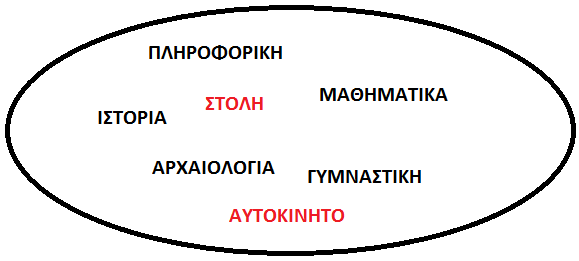 ΠΛΗΡΟΦΟΡΙΚΗ
ΜΑΘΗΜΑΤΙΚΑ
ΣΤΟΛΗ
ΙΣΤΟΡΙΑ
ΑΡΧΑΙΟΛΟΓΙΑ
ΓΥΜΝΑΣΤΙΚΗ
ΑΥΤΟΚΙΝΗΤΟ